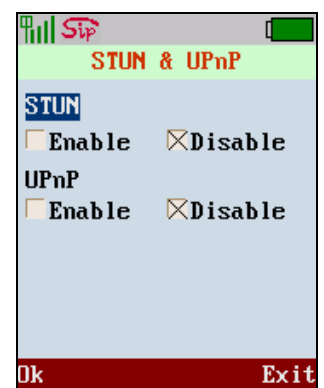 Sip
STUN & UPnP
STUN
Enable Disable
UPnP
Enable Disable
Ok Exit